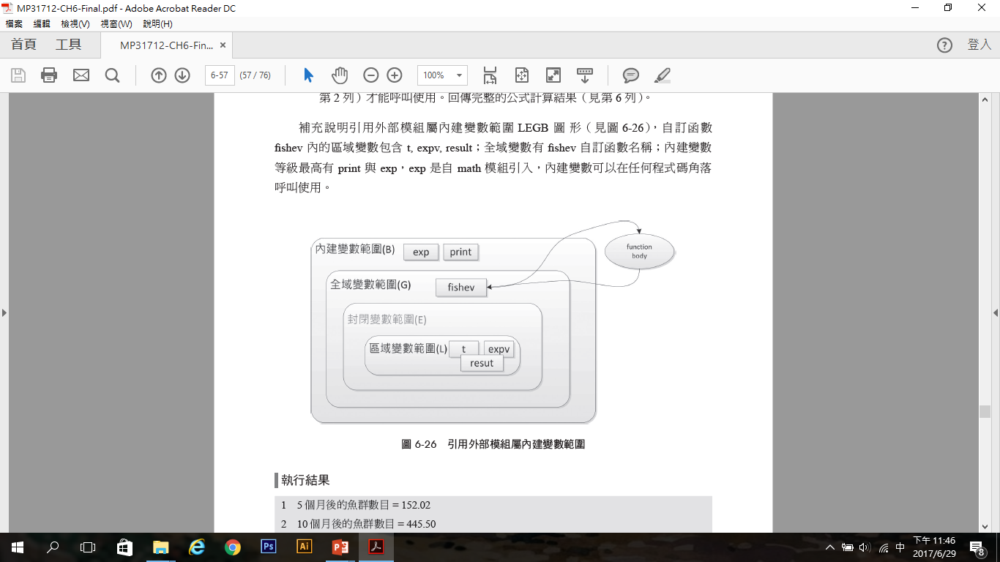 MP31712-CH6-Final.pdf - Adobe Acrobat Reader DC
檔案 編輯 檢視(V) 視窗(W) 說明(H)
首頁 工具 MP31712-CH6-Fin... × ? 登入
6-57 (57 / 76) 100%
第 2 列）才能呼叫使用。回傳完整的公式計算結果（見第 6 列）。
補充說明引用外部模組屬內建變數範圍 LEGB 圖 形（見圖 6-26），自訂函數
fishev 內的區域變數包含 t, expv, result；全域變數有 fishev 自訂函數名稱；內建變數
等級最高有 print 與 exp，exp 是自 math 模組引入，內建變數可以在任何程式碼角落
呼叫使用。
內建變數範圍(B) exp print
function
body
全域變數範圍(G) fishev
封閉變數範圍(E)
區域變數範圍(L) t expv
resut
圖 6-26 引用外部模組屬內建變數範圍
執行結果
1 5 個月後的魚群數目 = 152.02
2 10 個月後的魚群數目 = 445.50
Ps Ai 中 下午 11:46
2017/6/29 8